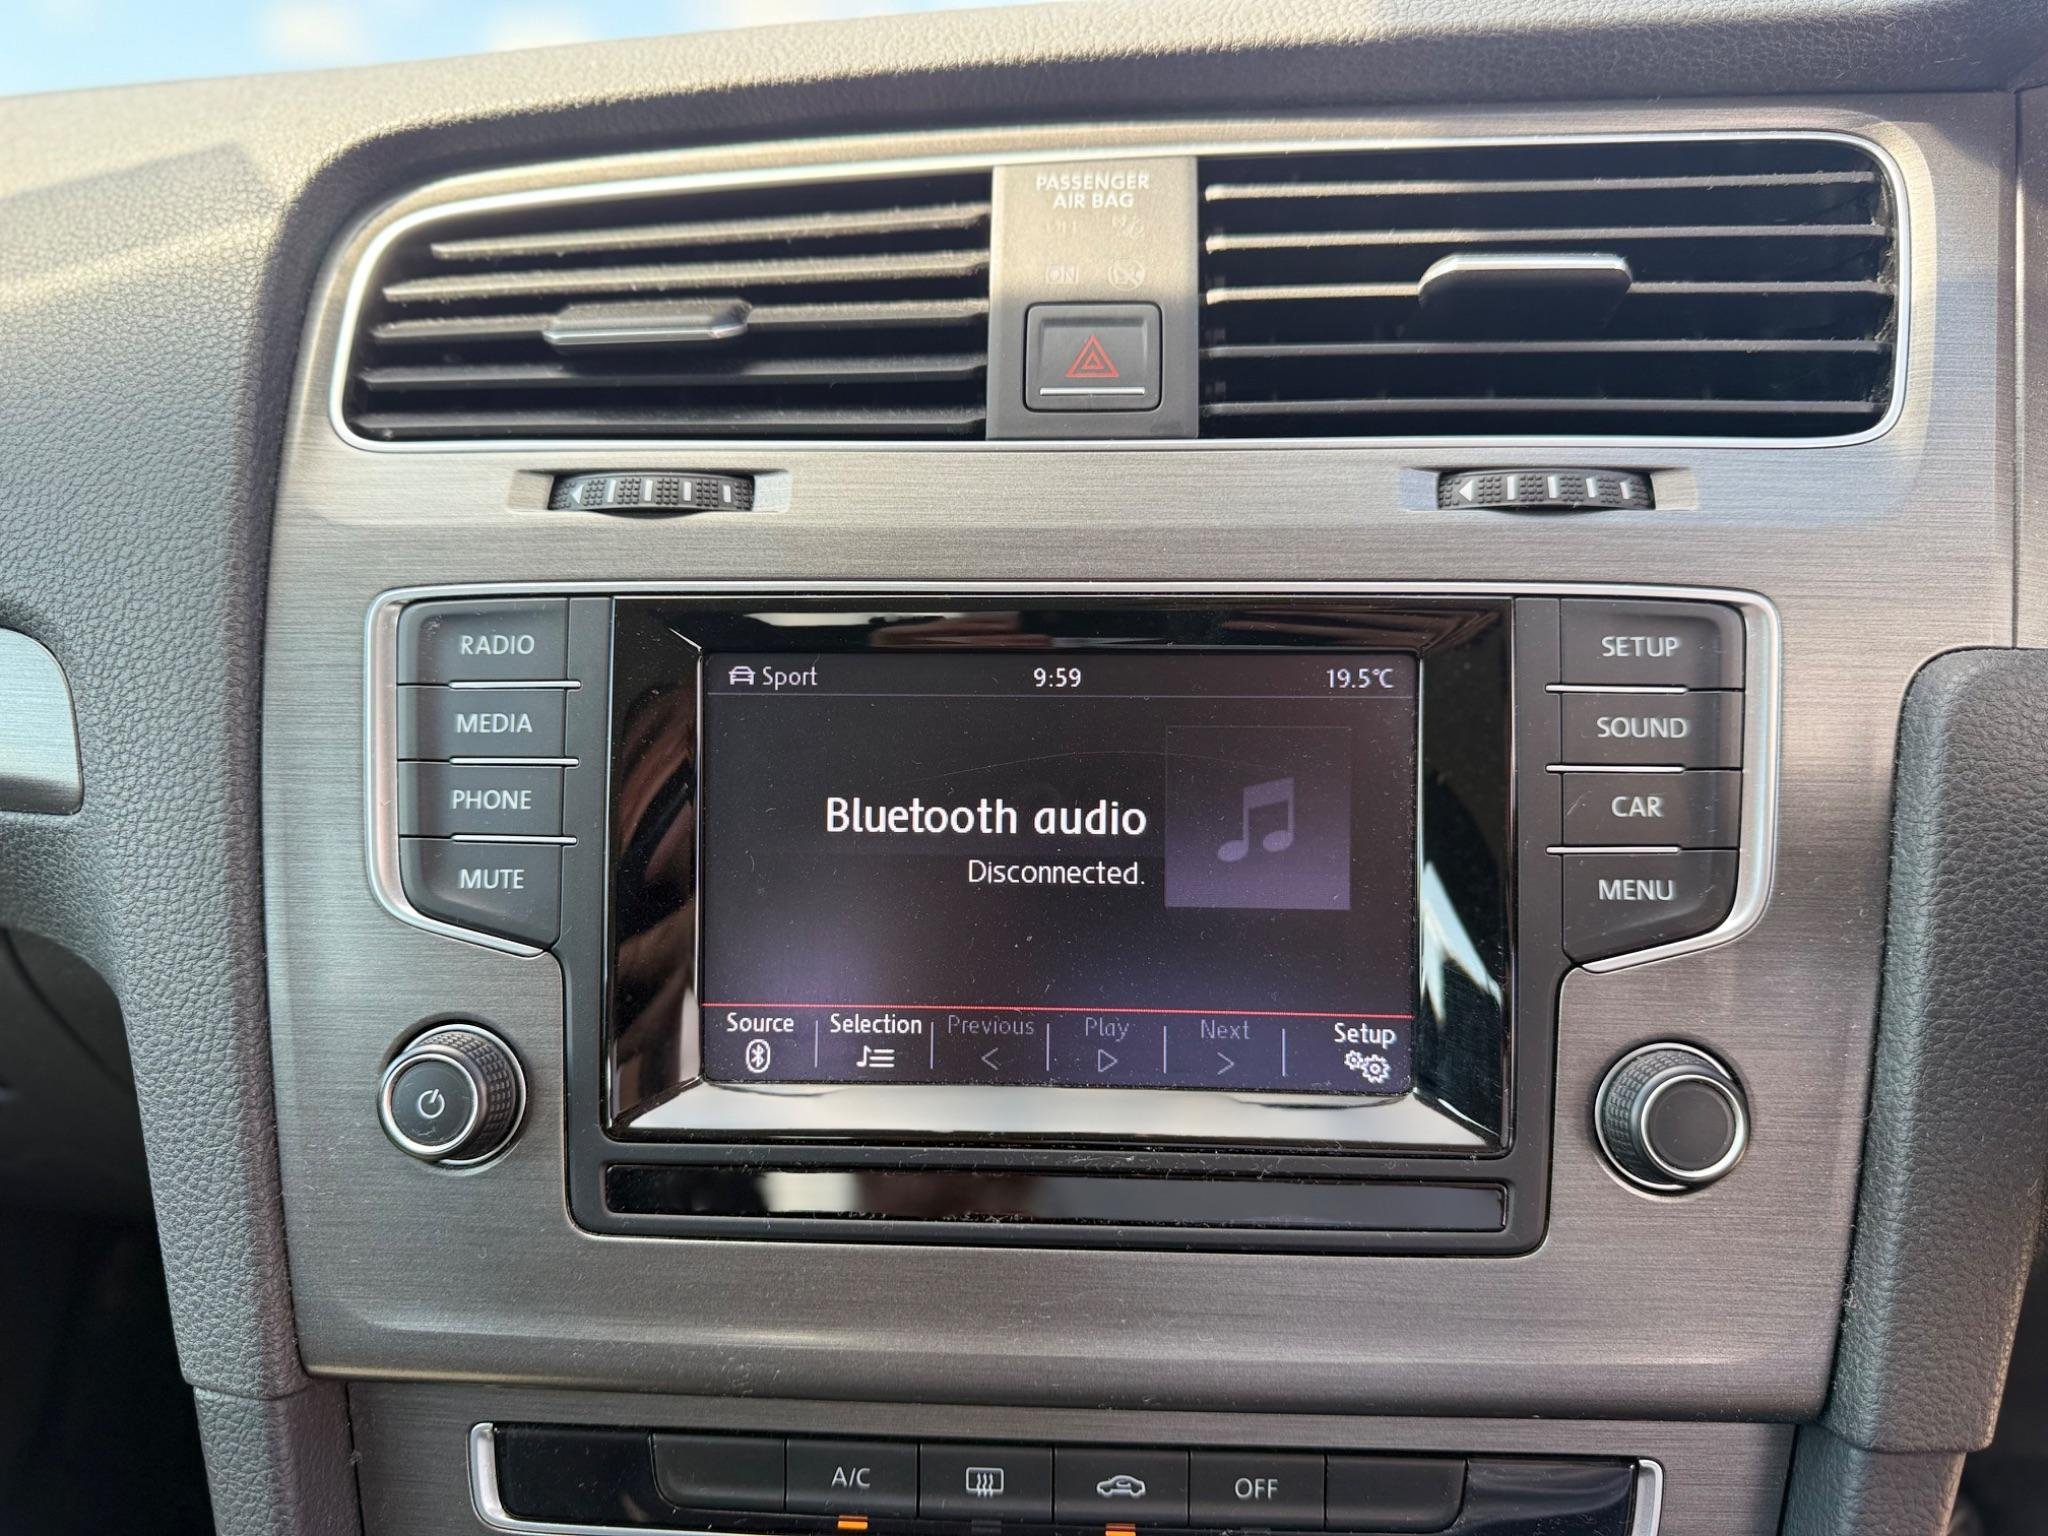 PASSENGER
AIR BAG
ON
RADIO
MEDIA
PHONE
MUTE
Sport 9:59 19.5°C
Bluetooth audio
Disconnected.
Source Selection Previous Play Next Setup
SETUP
SOUND
CAR
MENU
A/C OFF